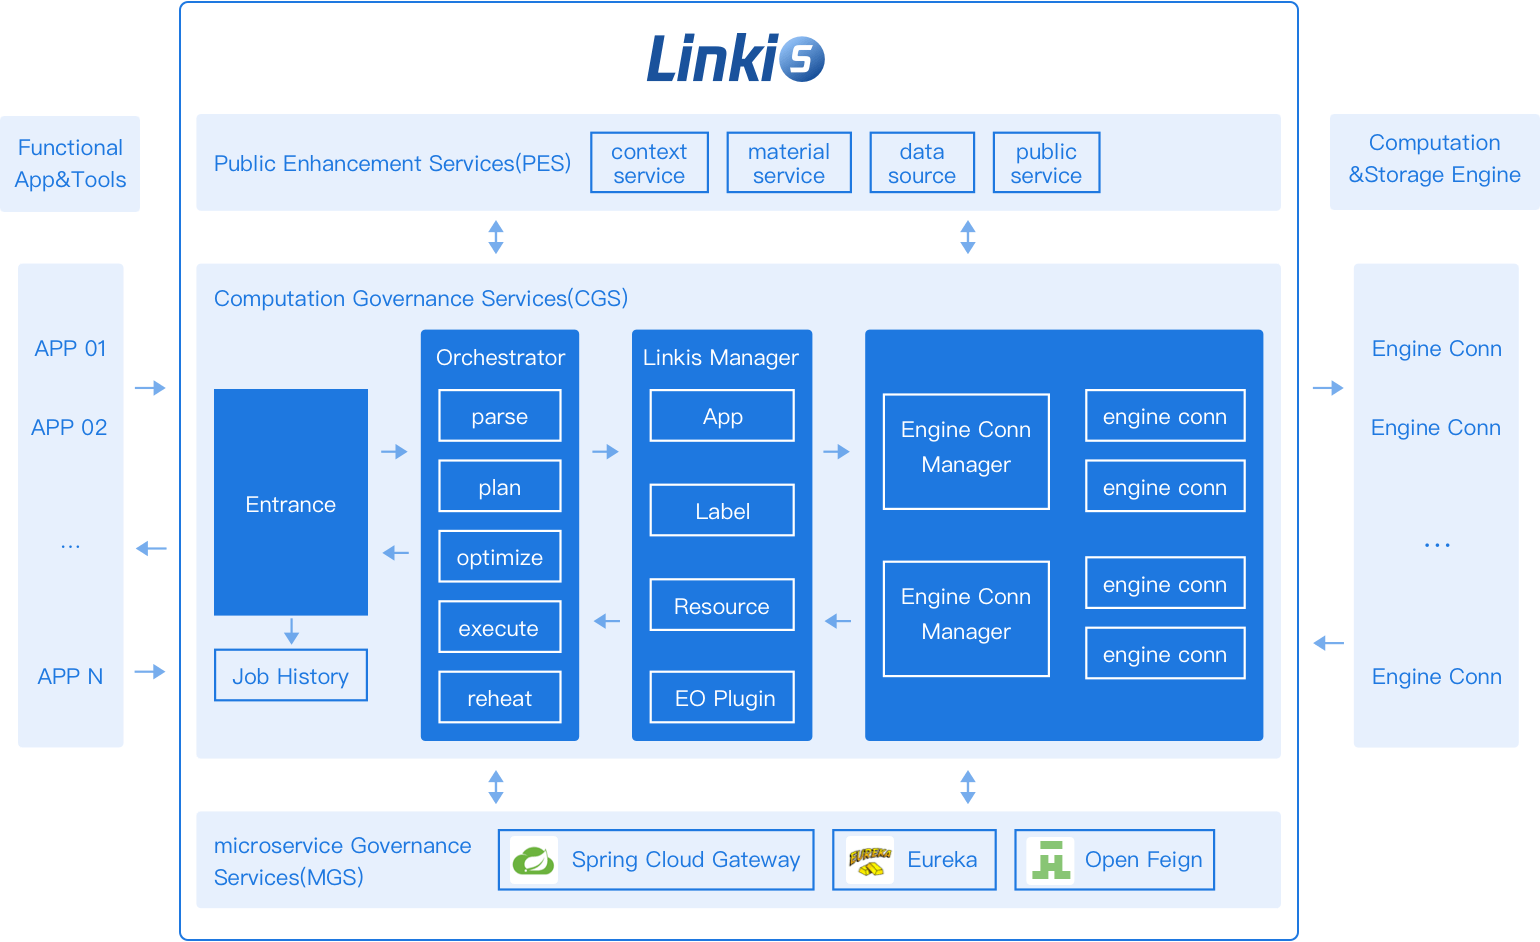 Linkis
Functional
App&Tools
Public Enhancement Services(PES)
context
service
material
service
data
source
public
service
Computation
&Storage Engine
APP 01
APP 02
...
APP N
Computation Governance Services(CGS)
Entrance
Job History
Orchestrator
parse
plan
optimize
execute
reheat
Linkis Manager
App
Label
Resource
EO Plugin
Engine Conn
Manager
engine conn
engine conn
Engine Conn
Manager
engine conn
engine conn
Engine Conn
Engine Conn
...
Engine Conn
microservice Governance
Services(MGS)
Spring Cloud Gateway
EUREKA
Eureka
Open Feign